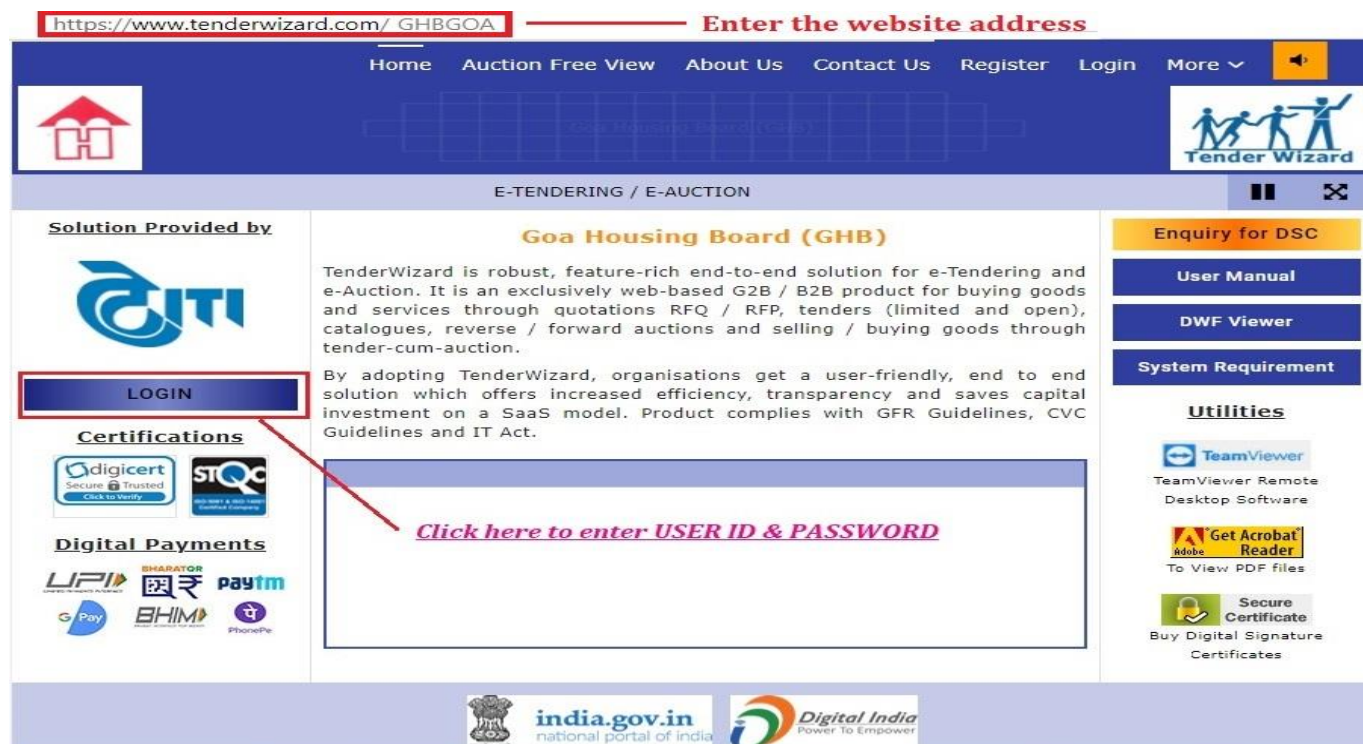 https://www.tenderwizard.com/ GHBGOA
Enter the website address
Home Auction Free View About Us Contact Us Register Login More
Goa Housing Board (GHB)
Tender Wizard
E-TENDERING / E-AUCTION
Solution Provided by
ITI
LOGIN
Certifications
digicert
Secure Trusted
Click to Verify
STQC
Certified Company
Digital Payments
UPI
BHARATQR
Paytm
G Pay
BHIM
पे
PhonePe
Goa Housing Board (GHB)
TenderWizard is robust, feature-rich end-to-end solution for e-Tendering and
e-Auction. It is an exclusively web-based G2B / B2B product for buying goods
and services through quotations RFQ / RFP, tenders (limited and open),
catalogues, reverse / forward auctions and selling / buying goods through
tender-cum-auction.
By adopting TenderWizard, organisations get a user-friendly, end to end
solution which offers increased efficiency, transparency and saves capital
investment on a SaaS model. Product complies with GFR Guidelines, CVC
Guidelines and IT Act.
Click here to enter USER ID & PASSWORD
Enquiry for DSC
User Manual
DWF Viewer
System Requirement
Utilities
TeamViewer
TeamViewer Remote
Desktop Software
Get Acrobat
Adobe Reader
To View PDF files
Secure
Certificate
Buy Digital Signature
Certificates
india.gov.in
national portal of india
Digital India
Power To Empower